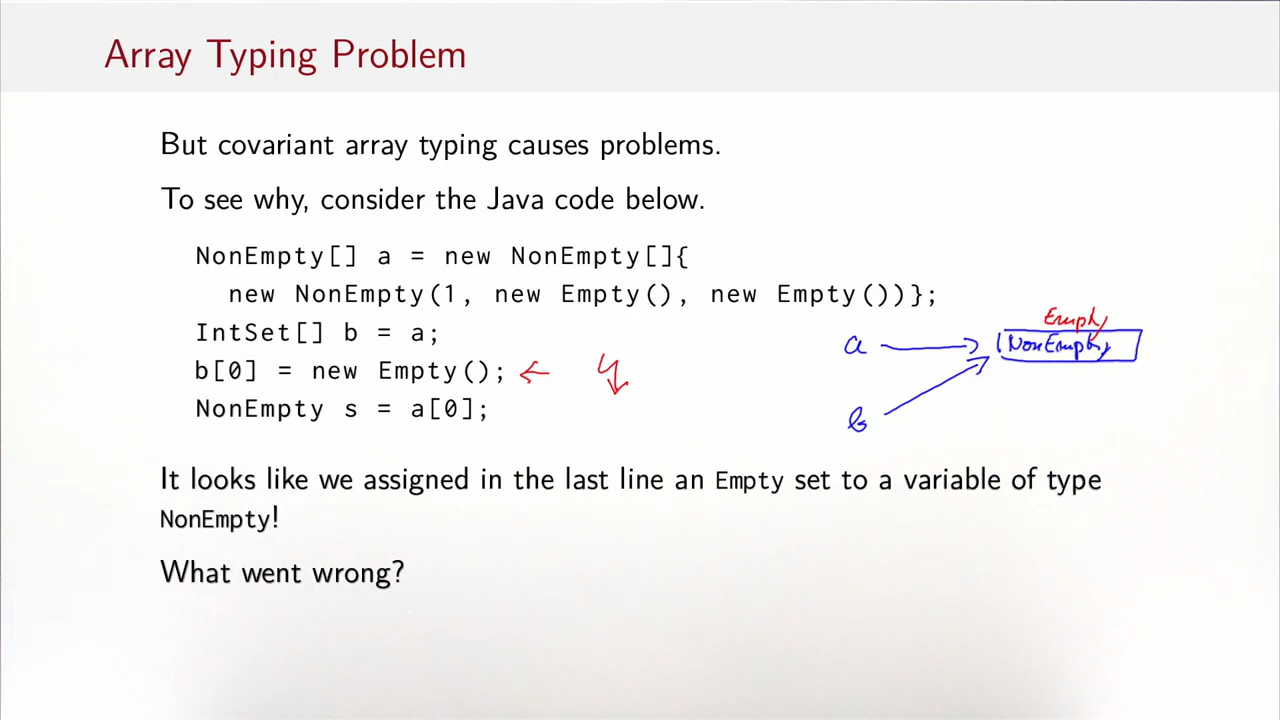 Array Typing Problem
But covariant array typing causes problems.
To see why, consider the Java code below.
NonEmpty[] a = new NonEmpty[]{
new NonEmpty(1, new Empty(), new Empty())};
IntSet[] b = a;
b[0] = new Empty();
NonEmpty s = a[0];
Empty
a
NonEmpty
b
It looks like we assigned in the last line an Empty set to a variable of type
NonEmpty!
What went wrong?